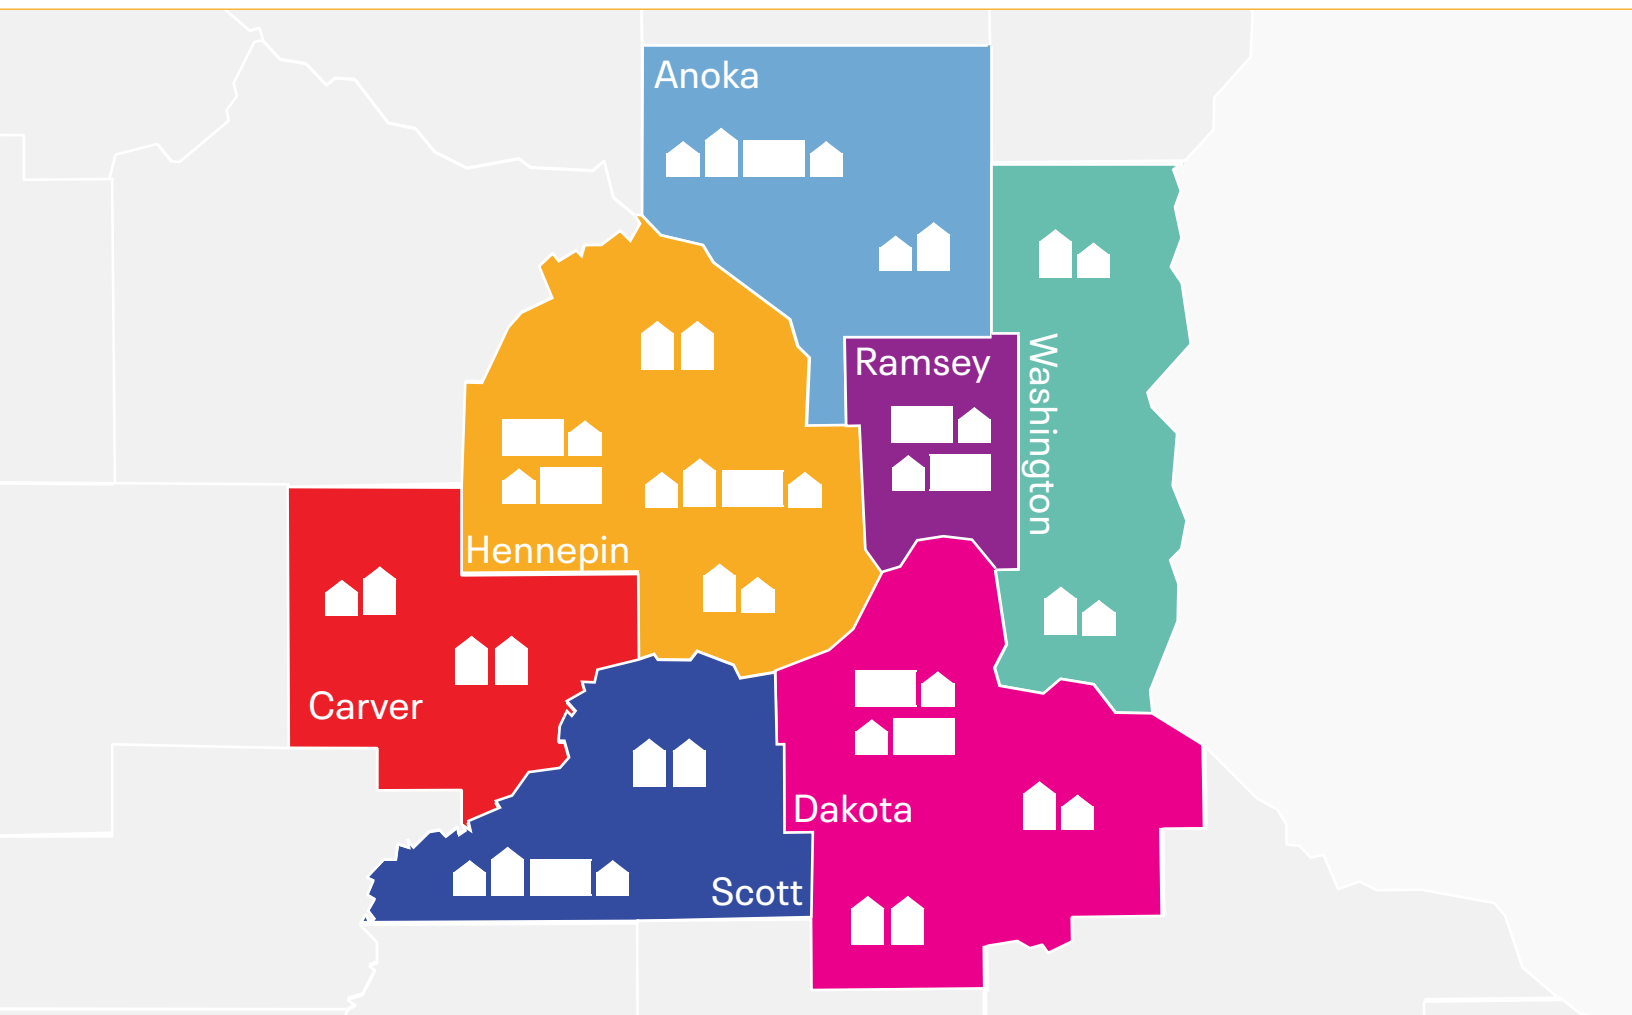 Anoka
Ramsey
Washington
Hennepin
Carver
Dakota
Scott